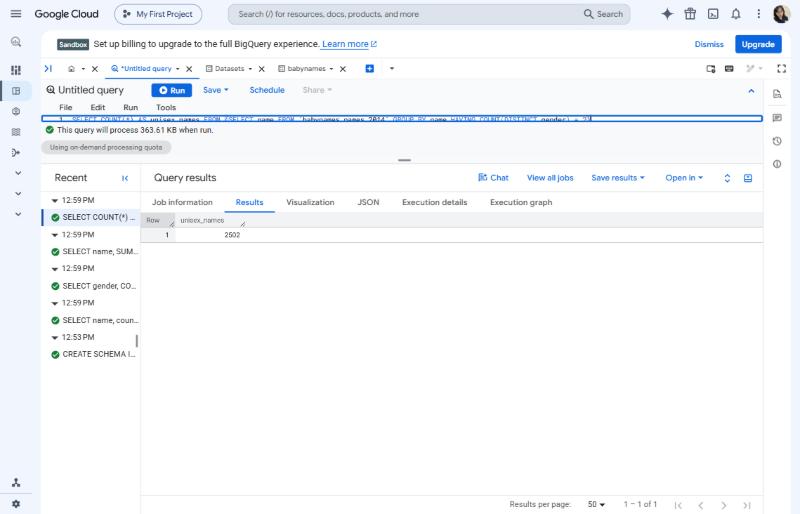 Google Cloud
My First Project
Search (/) for resources, docs, products, and more
Search
Sandbox
Set up billing to upgrade to the full BigQuery experience. Learn more
Dismiss
Upgrade
*Untitled query
Datasets
babynames
Untitled query
Run
Save
Schedule
Share
File
Edit
Run
Tools
1 SELECT COUNT(*) AS unisex_names FROM (SELECT name FROM `babynames.names_2014` GROUP BY name HAVING COUNT(DISTINCT gender) = 2)
This query will process 363.61 KB when run.
Using on-demand processing quota
Recent
12:59 PM
SELECT COUNT(*) ...
12:59 PM
SELECT name, SUM...
12:59 PM
SELECT gender, CO...
12:59 PM
SELECT name, coun...
12:53 PM
CREATE SCHEMA I...
Query results
Chat
View all jobs
Save results
Open in
Job information
Results
Visualization
JSON
Execution details
Execution graph
Row unisex_names
1 2502
Results per page: 50 1 – 1 of 1